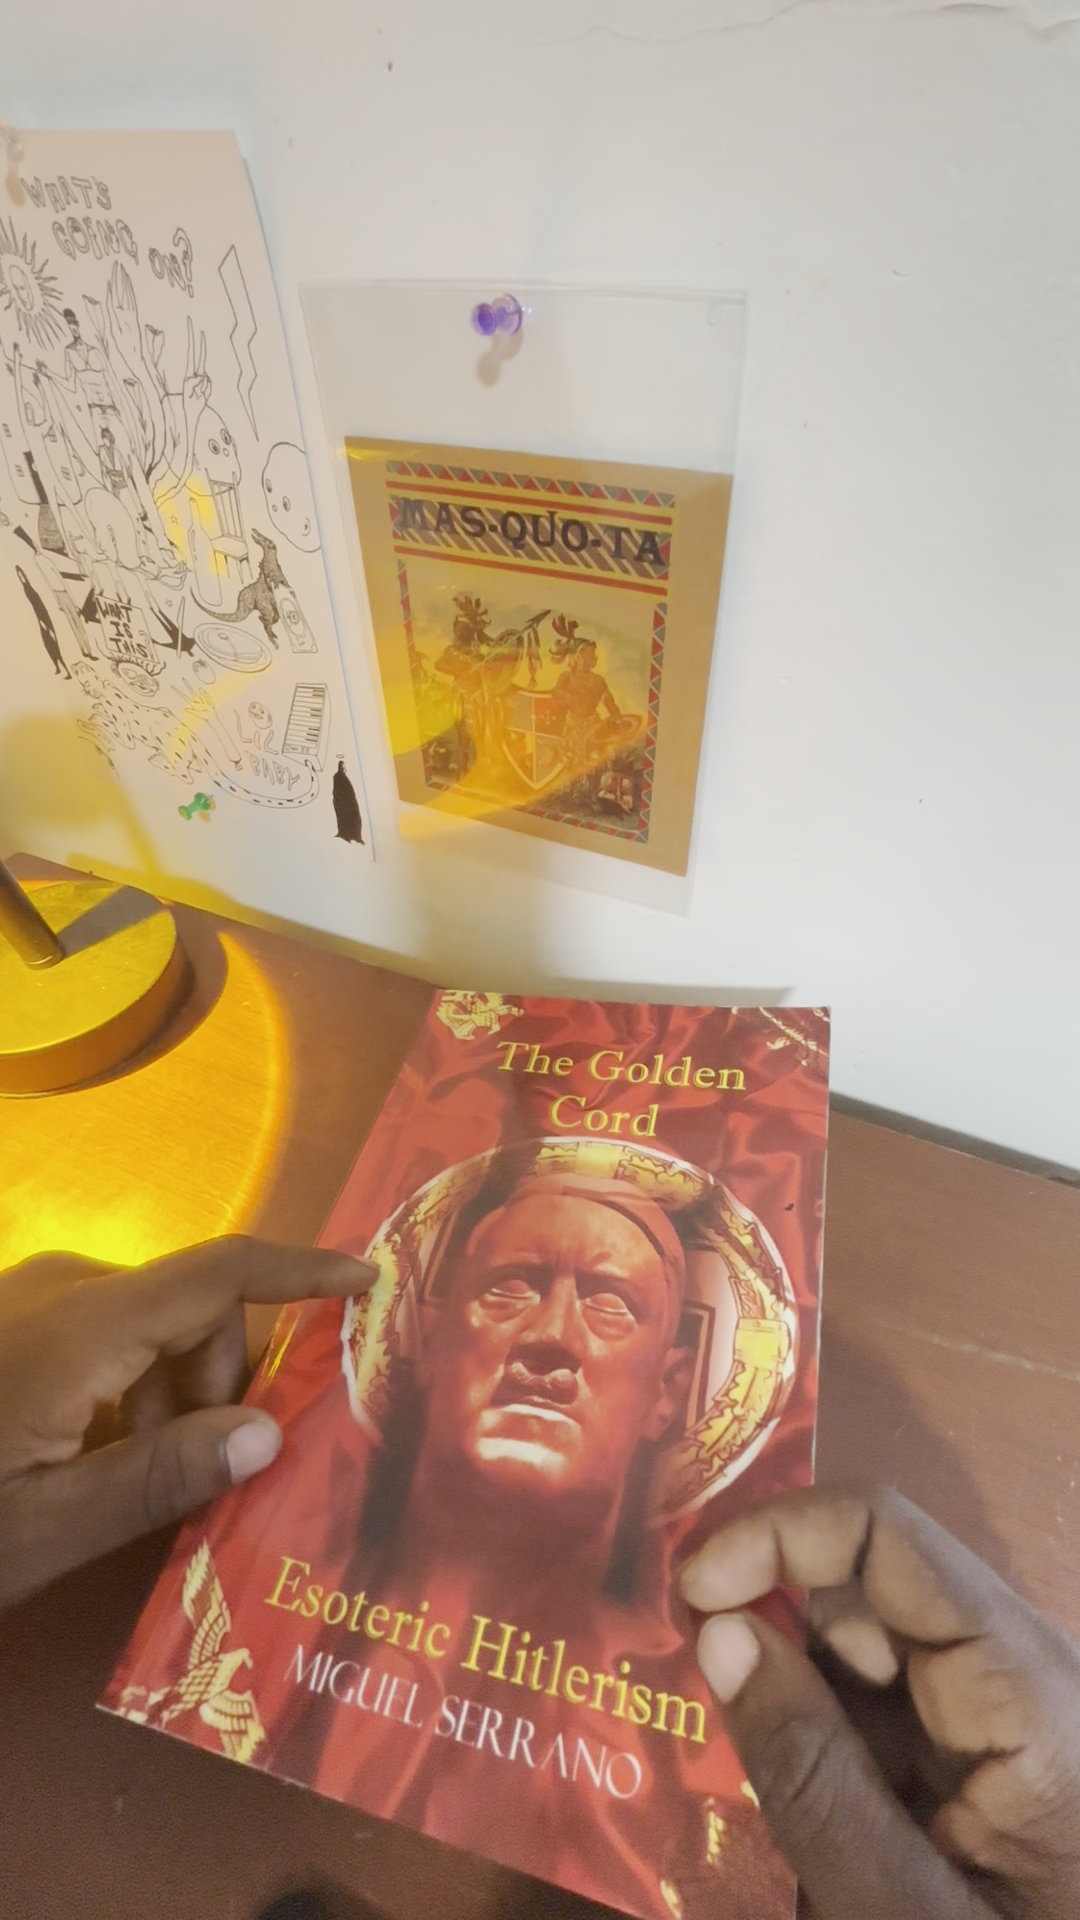 WHAT'S
GOING ON?
WHAT
IS
THIS
LIL
BABY
MAS-QUO-TA
The Golden
Cord
Esoteric Hitlerism
MIGUEL SERRANO